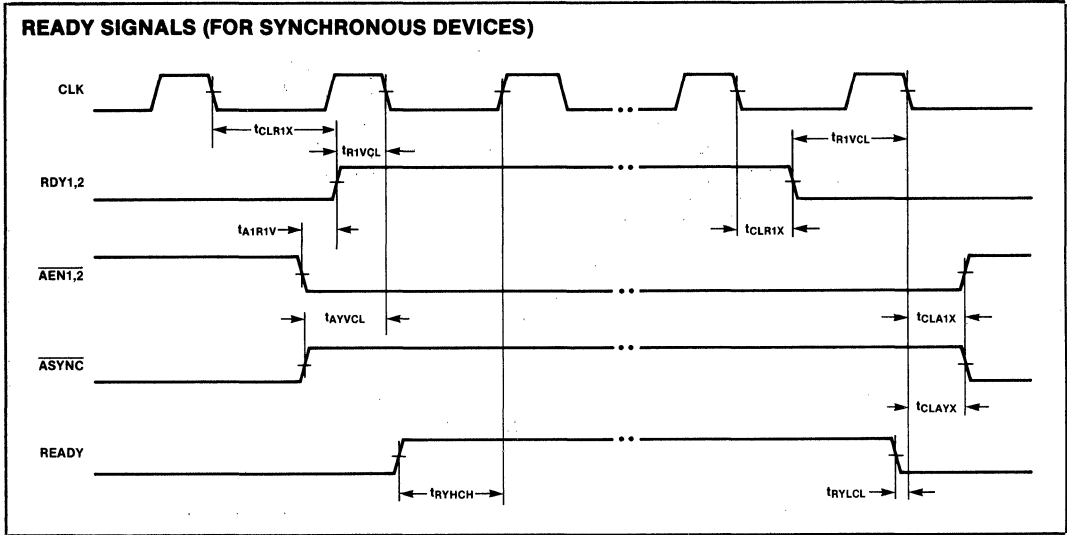 READY SIGNALS (FOR SYNCHRONOUS DEVICES)
CLK
tCLR1X
tR1VCL
tR1VCL
RDY1,2
tA1R1V
tCLR1X
AEN1,2
tAYVCL
tCLA1X
ASYNC
tCLAYX
READY
tRYHCH
tRYLCL